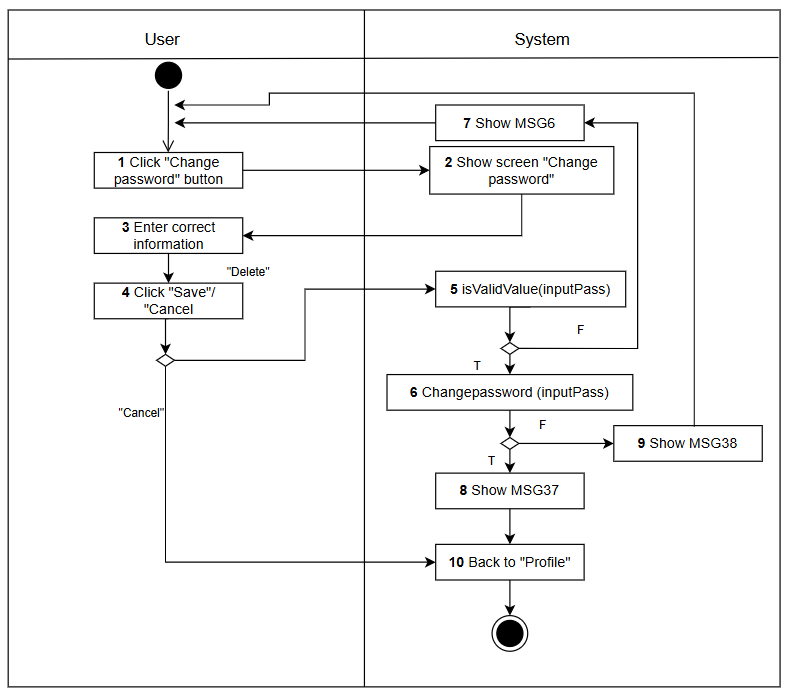 User
System
7 Show MSG6
1 Click "Change
password" button
2 Show screen "Change
password"
3 Enter correct
information
"Delete"
4 Click "Save"/
"Cancel
5 isValidValue(inputPass)
F
T
6 Changepassword (inputPass)
"Cancel"
F
9 Show MSG38
T
8 Show MSG37
10 Back to "Profile"